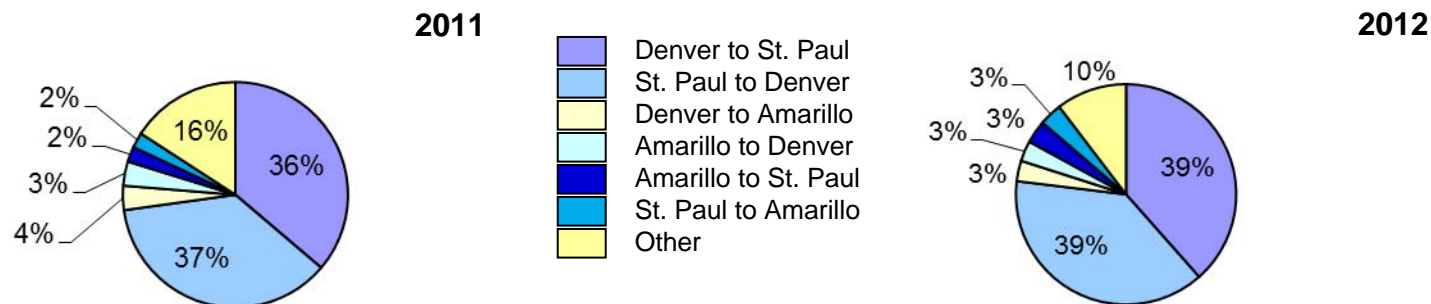 2011
2012
Denver to St. Paul
St. Paul to Denver
Denver to Amarillo
Amarillo to Denver
Amarillo to St. Paul
St. Paul to Amarillo
Other
2%
2%
3%
4%
16%
36%
37%
3%
3%
3%
3%
10%
39%
39%